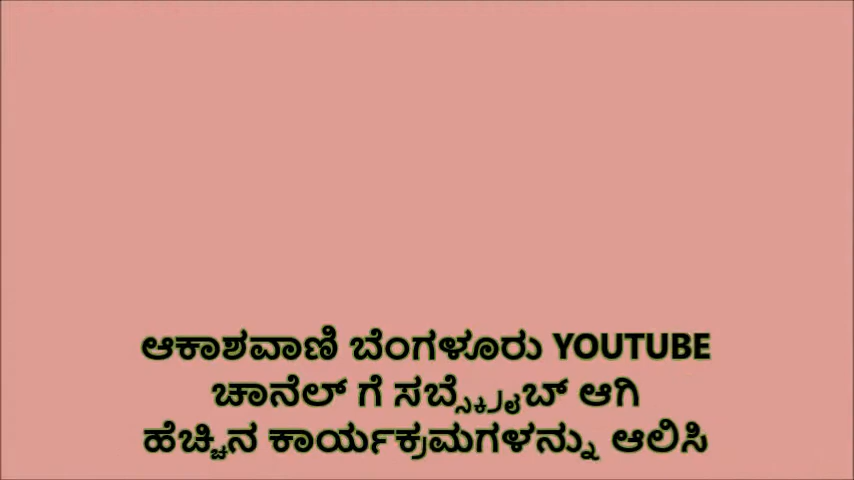 ಆಕಾಶವಾಣಿ ಬೆಂಗಳೂರು YOUTUBE
ಚಾನೆಲ್ ಗೆ ಸಬ್ಸ್ಕ್ರೈಬ್ ಆಗಿ
ಹೆಚ್ಚಿನ ಕಾರ್ಯಕ್ರಮಗಳನ್ನು ಆಲಿಸಿ